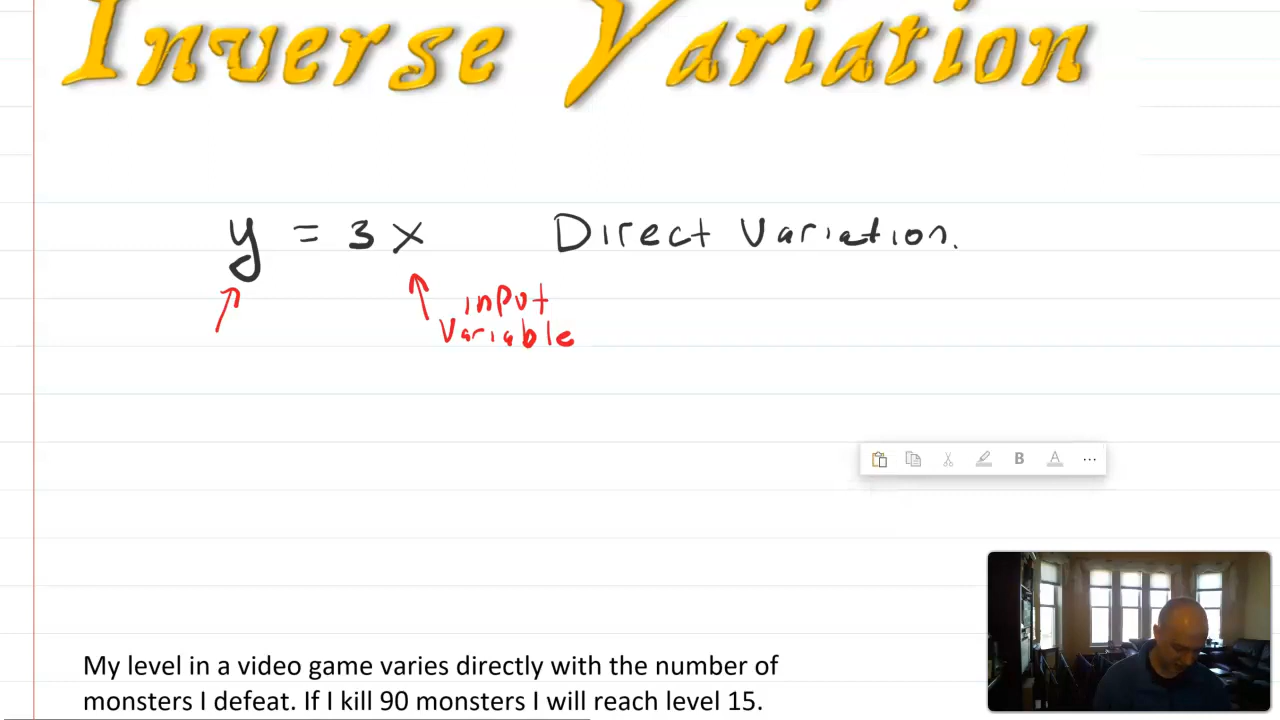 Inverse Variation
y = 3x Direct Variation.
input
variable
B A ...
My level in a video game varies directly with the number of
monsters I defeat. If I kill 90 monsters I will reach level 15.